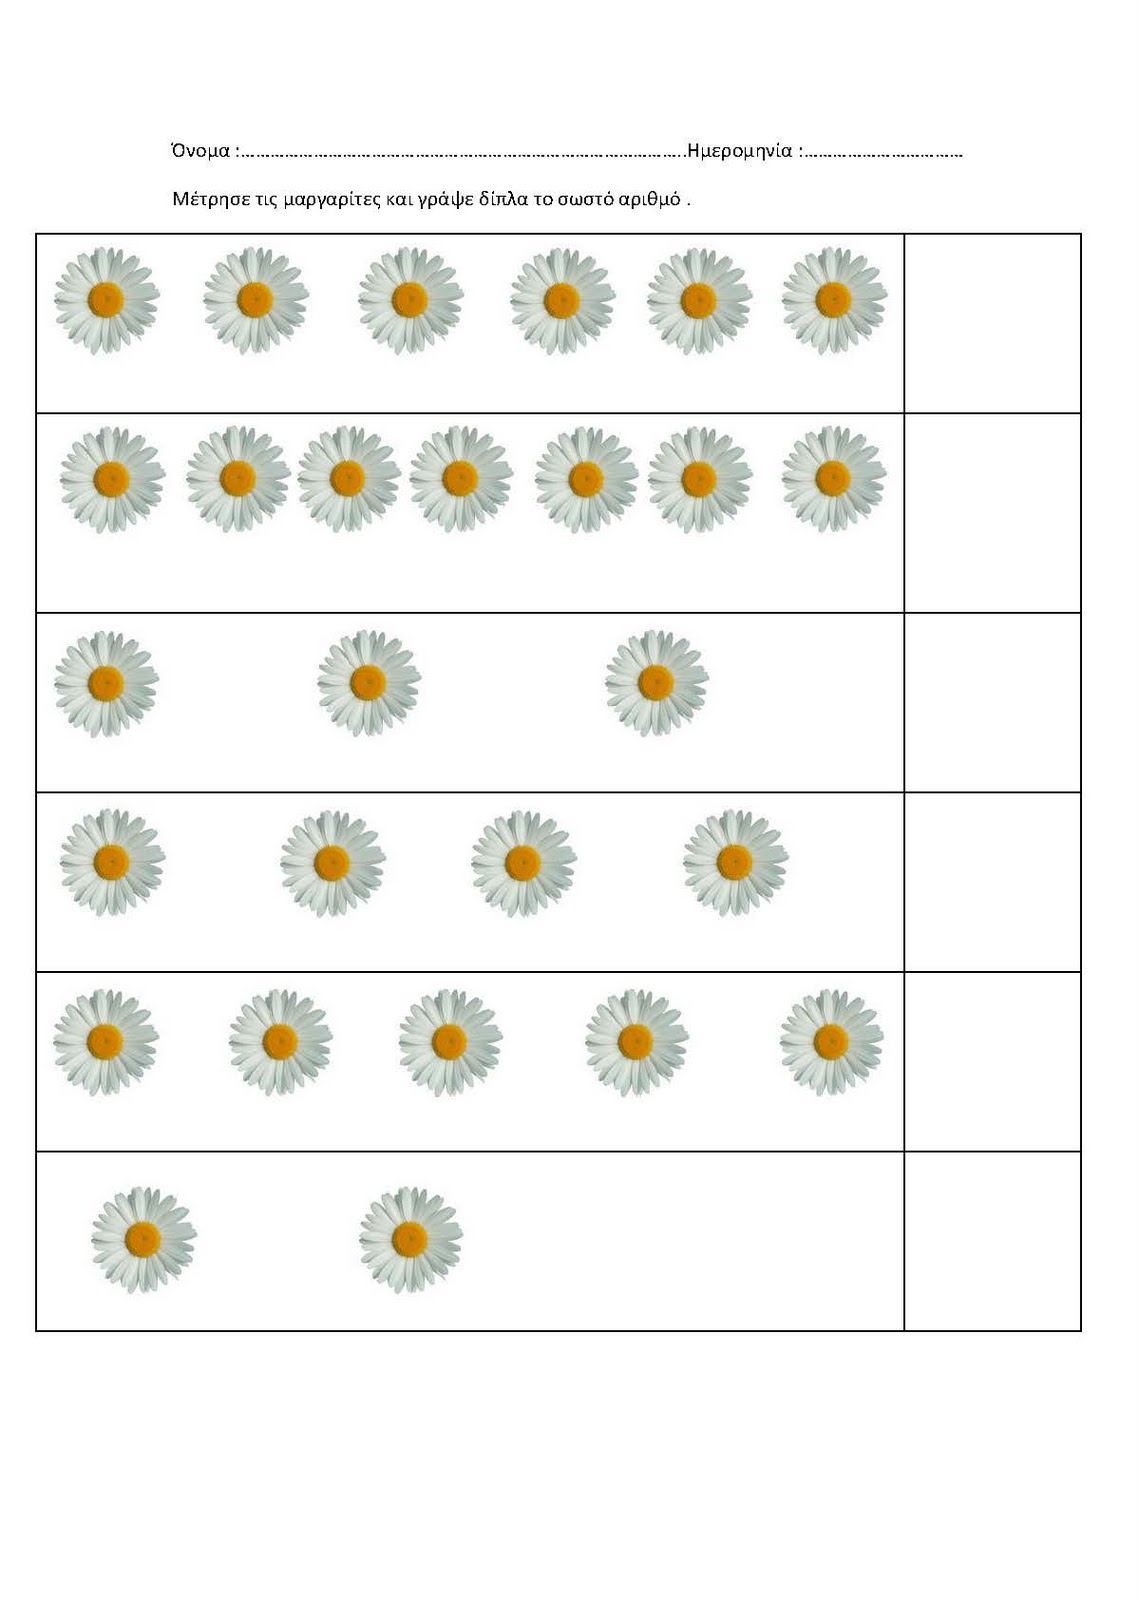 Όνομα :……………………………………………………………………………….Ημερομηνία :……………………………
Μέτρησε τις μαργαρίτες και γράψε δίπλα το σωστό αριθμό .